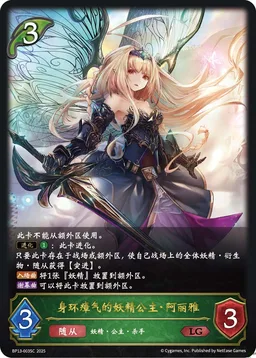 3
此卡不能从额外区使用。
进化 1 ：此卡进化。
只要此卡存在于战场或额外区，使自己战场上的全体妖精·衍生物·随从获得【突进】。
入场曲 将1张『妖精』放置到额外区。
谢幕曲 可以将此卡放置到额外区。
身环瘴气的妖精公主·阿丽雅
3
随从
妖精·公主·杀手
LG
3
BP13-003SC 2025
© Cygames, Inc. Published by NetEase Games